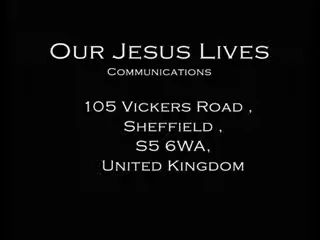 Our Jesus Lives
Communications
105 Vickers Road ,
Sheffield ,
S5 6WA,
United Kingdom